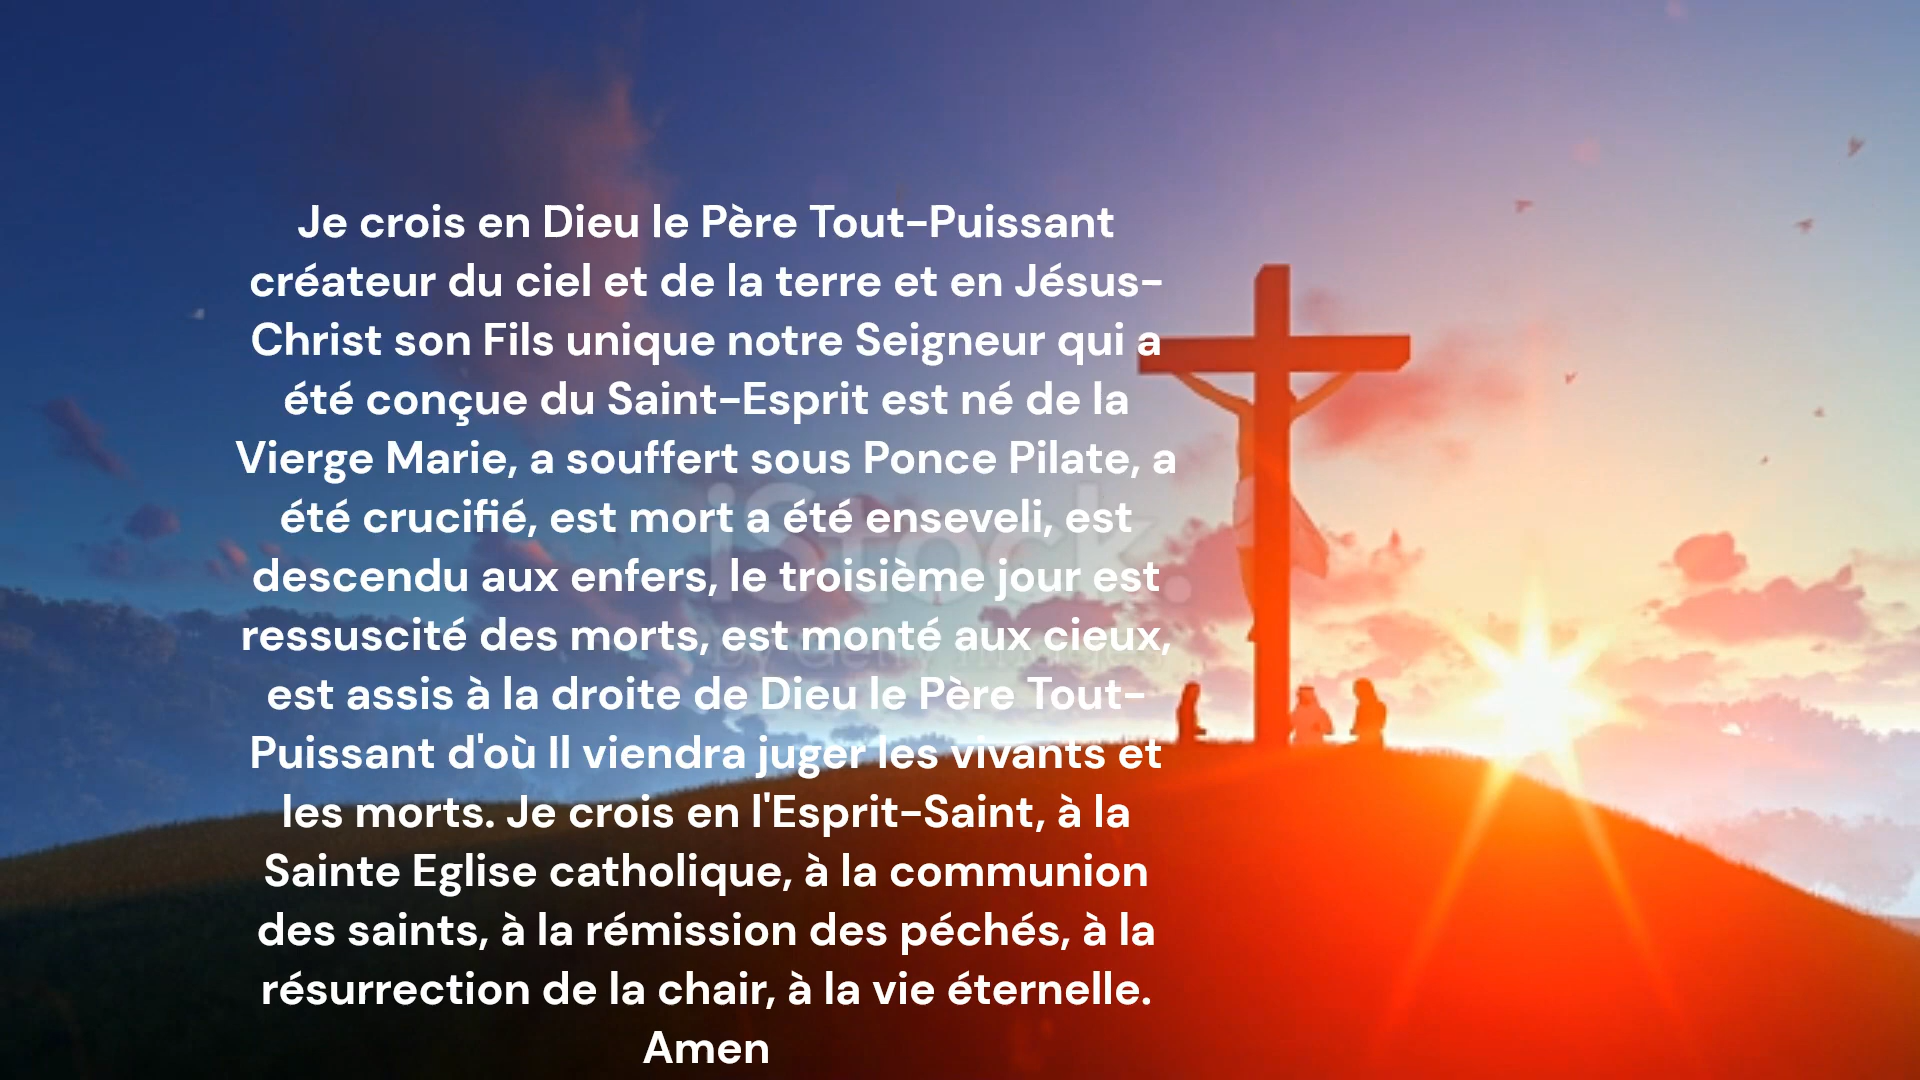 Je crois en Dieu le Père Tout-Puissant
créateur du ciel et de la terre et en Jésus-
Christ son Fils unique notre Seigneur qui a
été conçue du Saint-Esprit est né de la
Vierge Marie, a souffert sous Ponce Pilate, a
été crucifié, est mort a été enseveli, est
descendu aux enfers, le troisième jour est
ressuscité des morts, est monté aux cieux,
est assis à la droite de Dieu le Père Tout-
Puissant d'où Il viendra juger les vivants et
les morts. Je crois en l'Esprit-Saint, à la
Sainte Eglise catholique, à la communion
des saints, à la rémission des péchés, à la
résurrection de la chair, à la vie éternelle.
Amen
iStock.
by Getty Images